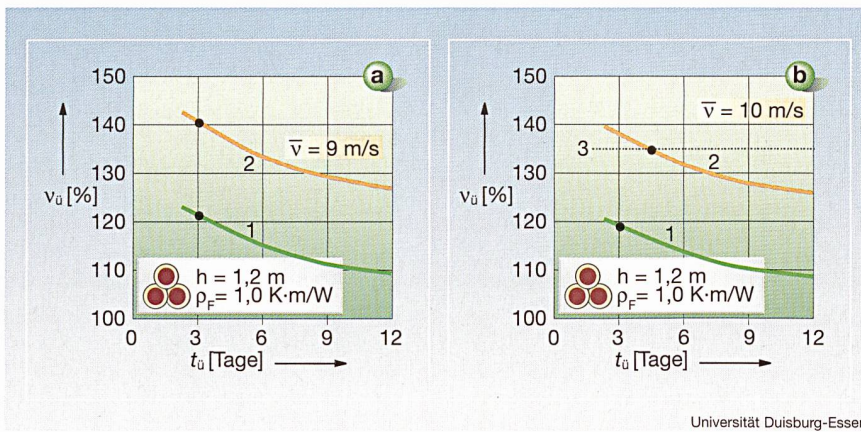 a
150
140
130
120
110
100
ν_ü [%]
v̅ = 9 m/s
2
1
h = 1,2 m
ρ_F = 1,0 K·m/W
0 3 6 9 12
t_ü [Tage]
b
150
140
130
120
110
100
ν_ü [%]
v̅ = 10 m/s
3
2
1
h = 1,2 m
ρ_F = 1,0 K·m/W
0 3 6 9 12
t_ü [Tage]
Universität Duisburg-Essen